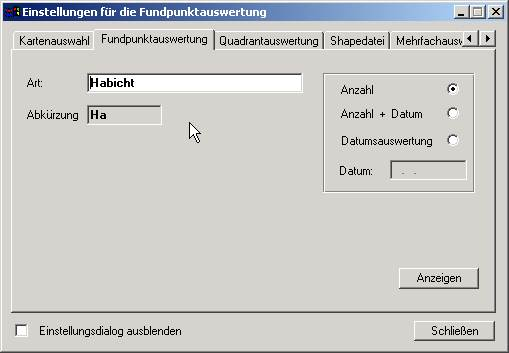 Einstellungen für die Fundpunktauswertung
Kartenauswahl Fundpunktauswertung Quadrantauswertung Shapedatei Mehrfachausw
Art: Habicht
Abkürzung Ha
Anzahl
Anzahl + Datum
Datumsauswertung
Datum: . .
Anzeigen
Einstellungsdialog ausblenden
Schließen